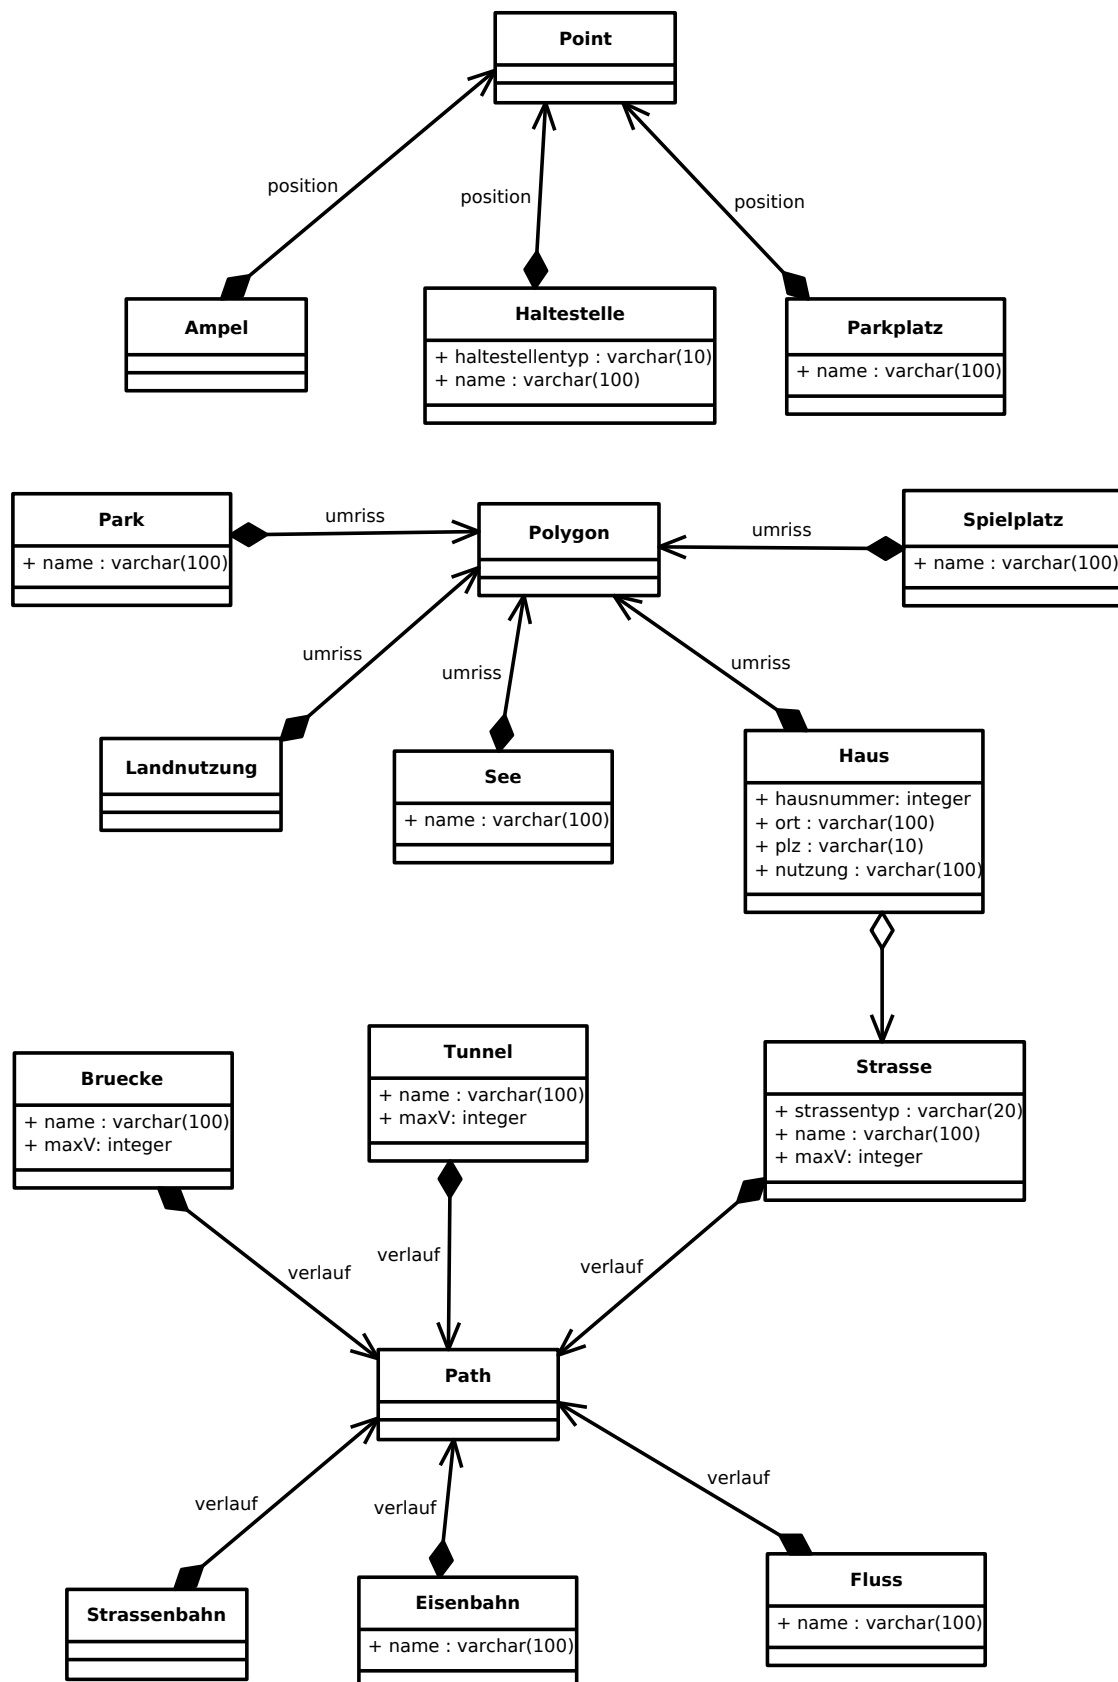 Point
position
position
position
Ampel
Haltestelle
+ haltestellentyp : varchar(10)
+ name : varchar(100)
Parkplatz
+ name : varchar(100)
Park
+ name : varchar(100)
umriss
Polygon
umriss
Spielplatz
+ name : varchar(100)
umriss
umriss
umriss
Landnutzung
See
+ name : varchar(100)
Haus
+ hausnummer: integer
+ ort : varchar(100)
+ plz : varchar(10)
+ nutzung : varchar(100)
Bruecke
+ name : varchar(100)
+ maxV: integer
Tunnel
+ name : varchar(100)
+ maxV: integer
Strasse
+ strassentyp : varchar(20)
+ name : varchar(100)
+ maxV: integer
verlauf
verlauf
verlauf
Path
verlauf
verlauf
verlauf
Strassenbahn
Eisenbahn
+ name : varchar(100)
Fluss
+ name : varchar(100)